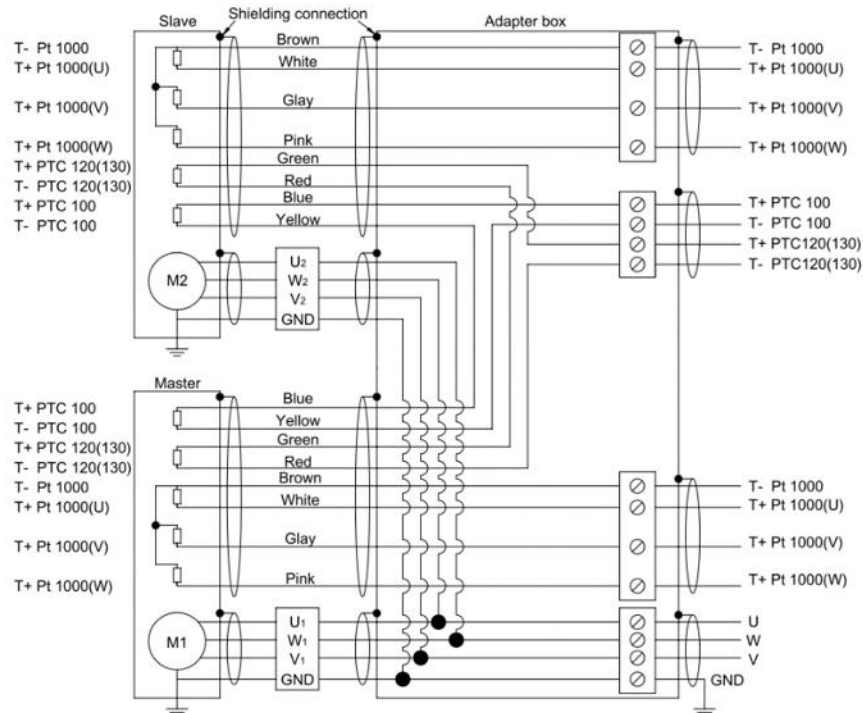 Slave Shielding connection Adapter box
T- Pt 1000 Brown T- Pt 1000
T+ Pt 1000(U) White T+ Pt 1000(U)
T+ Pt 1000(V) Glay T+ Pt 1000(V)
T+ Pt 1000(W) Pink T+ Pt 1000(W)
T+ PTC 120(130) Green
T- PTC 120(130) Red
T+ PTC 100 Blue T+ PTC 100
T- PTC 100 Yellow T- PTC 100
T+ PTC120(130)
T- PTC120(130)
U2
M2 W2
V2
GND
Master
T+ PTC 100 Blue
T- PTC 100 Yellow
T+ PTC 120(130) Green
T- PTC 120(130) Red
T- Pt 1000 Brown T- Pt 1000
T+ Pt 1000(U) White T+ Pt 1000(U)
T+ Pt 1000(V) Glay T+ Pt 1000(V)
T+ Pt 1000(W) Pink T+ Pt 1000(W)
U1 U
M1 W1 W
V1 V
GND GND